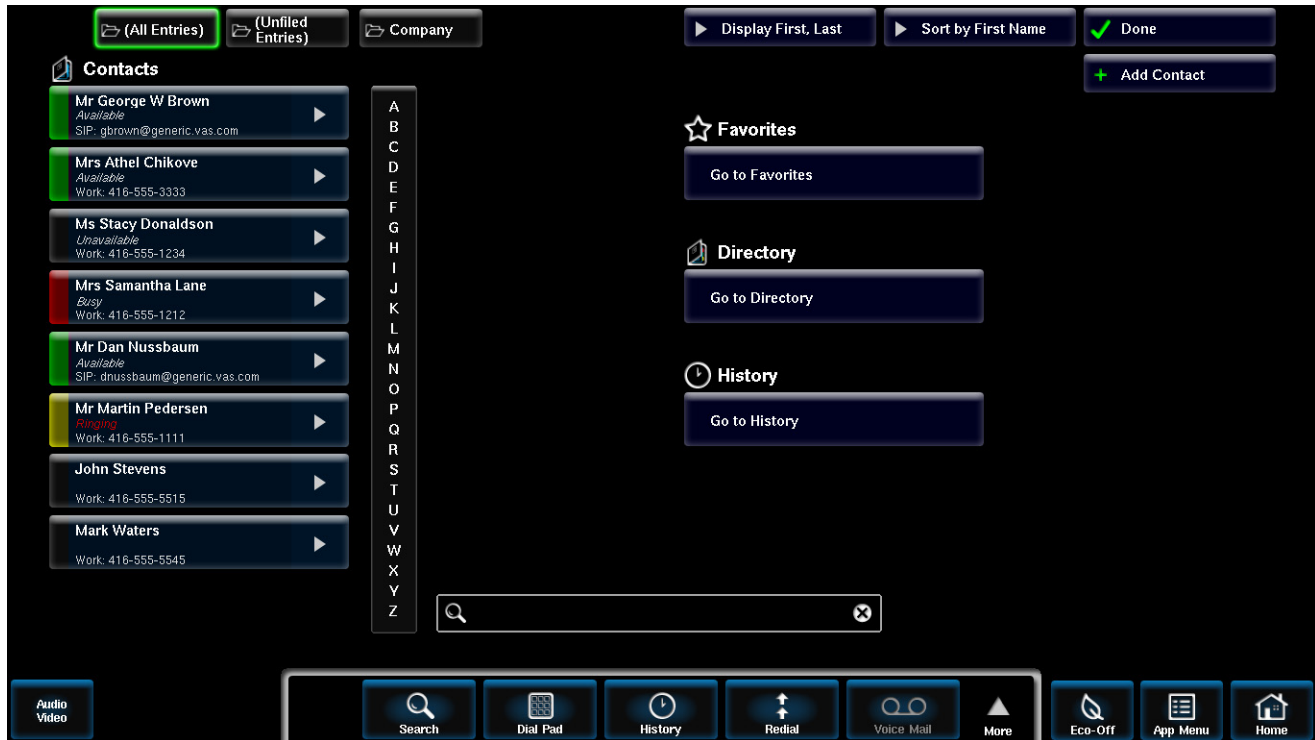 (All Entries)
(Unfiled
Entries)
Company
Display First, Last
Sort by First Name
Done
Add Contact
Contacts
Mr George W Brown
Available
SIP: gbrown@generic.vas.com
Mrs Athel Chikove
Available
Work: 416-555-3333
Ms Stacy Donaldson
Unavailable
Work: 416-555-1234
Mrs Samantha Lane
Busy
Work: 416-555-1212
Mr Dan Nussbaum
Available
SIP: dnussbaum@generic.vas.com
Mr Martin Pedersen
Ringing
Work: 416-555-1111
John Stevens
Work: 416-555-5515
Mark Waters
Work: 416-555-5545
A
B
C
D
E
F
G
H
I
J
K
L
M
N
O
P
Q
R
S
T
U
V
W
X
Y
Z
Favorites
Go to Favorites
Directory
Go to Directory
History
Go to History
Audio
Video
Search
Dial Pad
History
Redial
Voice Mail
More
Eco-Off
App Menu
Home